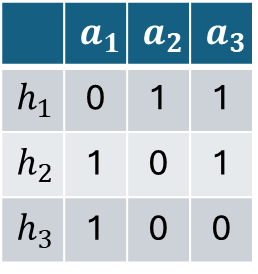 a₁ a₂ a₃
h₁ 0 1 1
h₂ 1 0 1
h₃ 1 0 0